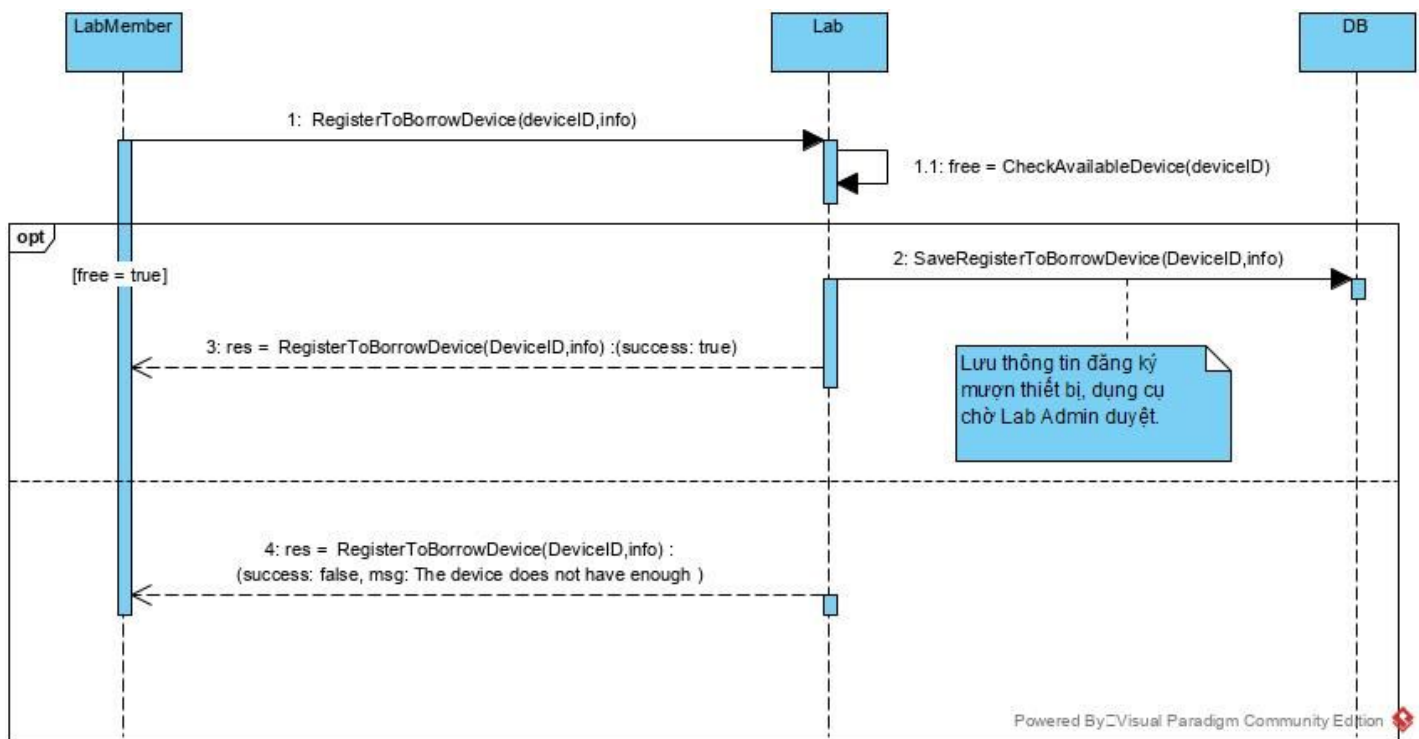 LabMember
Lab
DB
1: RegisterToBorrowDevice(deviceID,info)
1.1: free = CheckAvailableDevice(deviceID)
opt
[free = true]
2: SaveRegisterToBorrowDevice(DeviceID,info)
3: res = RegisterToBorrowDevice(DeviceID,info) :(success: true)
Lưu thông tin đăng ký
mượn thiết bị, dụng cụ
chờ Lab Admin duyệt.
4: res = RegisterToBorrowDevice(DeviceID,info) :
(success: false, msg: The device does not have enough )
Powered By Visual Paradigm Community Edition